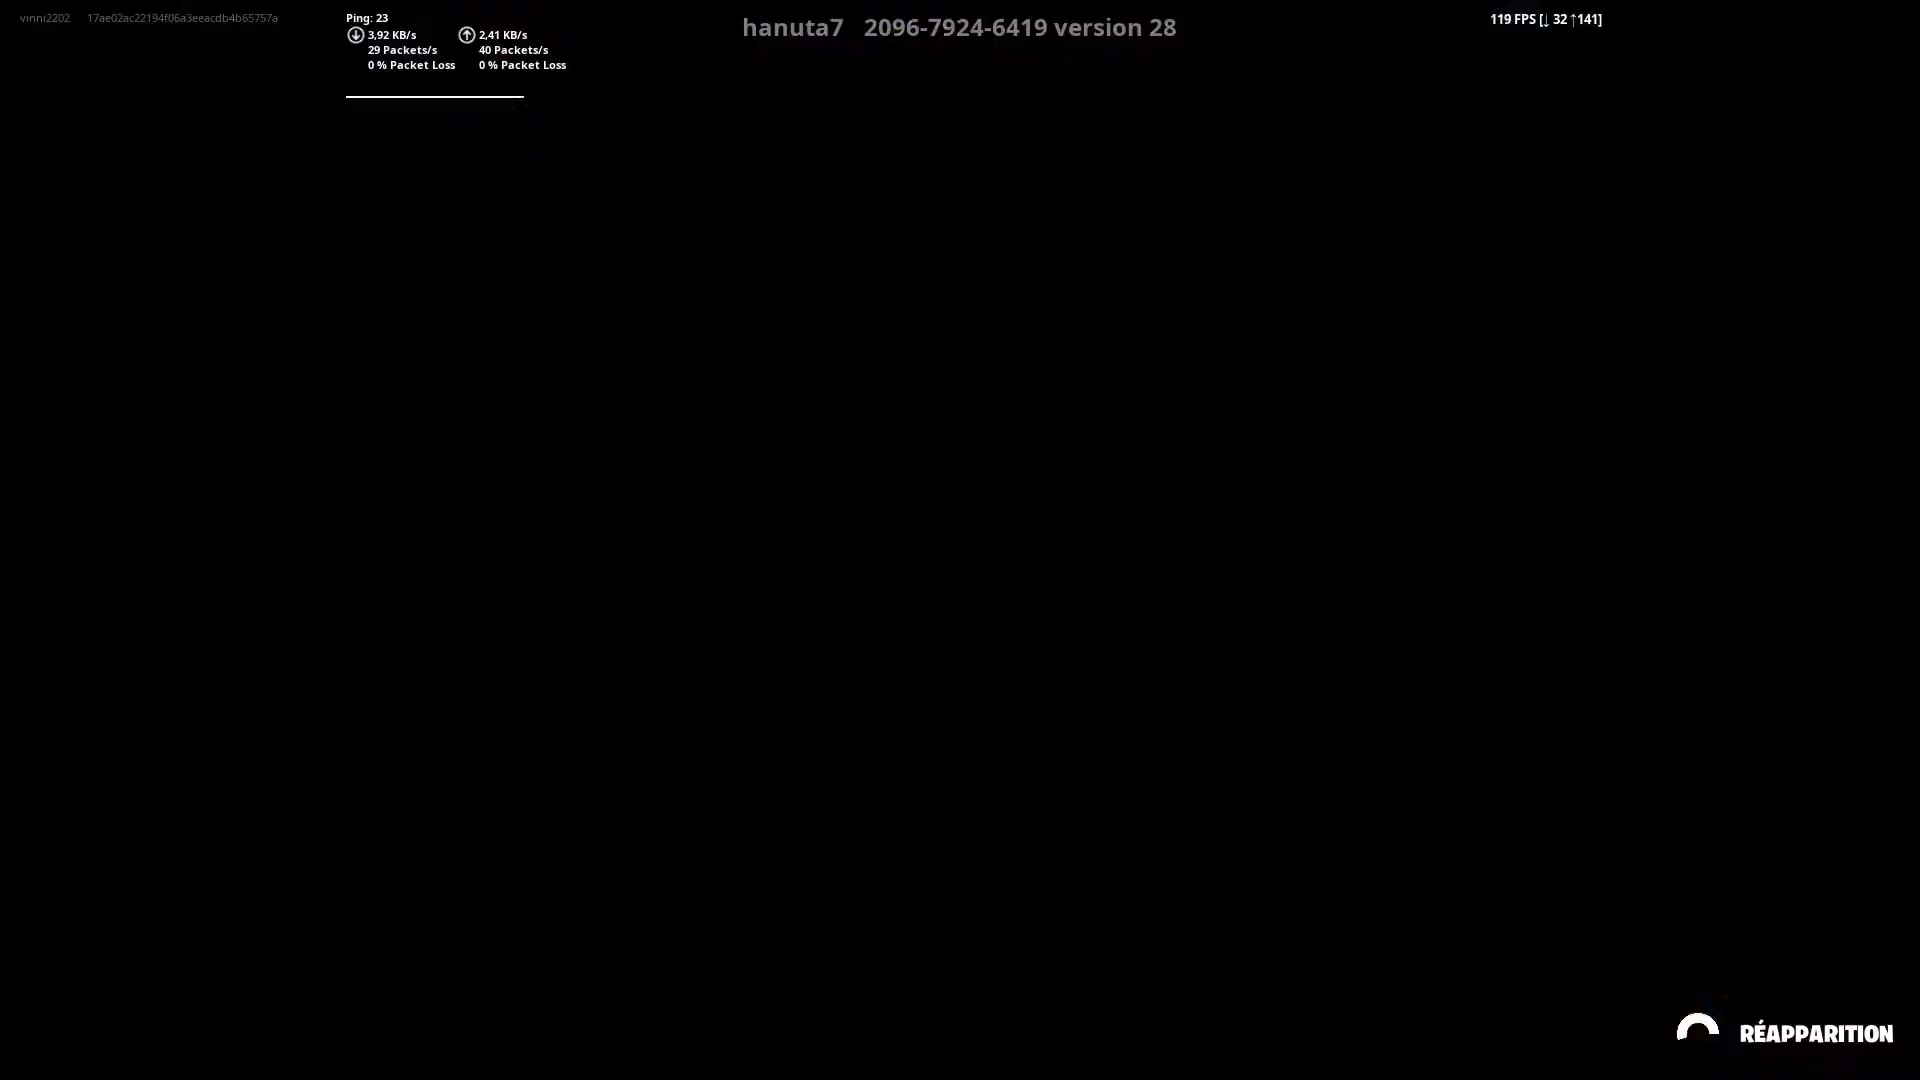 vinni2202 17ae02ac22194f06a3eeacdb4b65757a
Ping: 23
3,92 KB/s 2,41 KB/s
29 Packets/s 40 Packets/s
0 % Packet Loss 0 % Packet Loss
hanuta7 2096-7924-6419 version 28
119 FPS [↓ 32 ↑141]
RÉAPPARITION